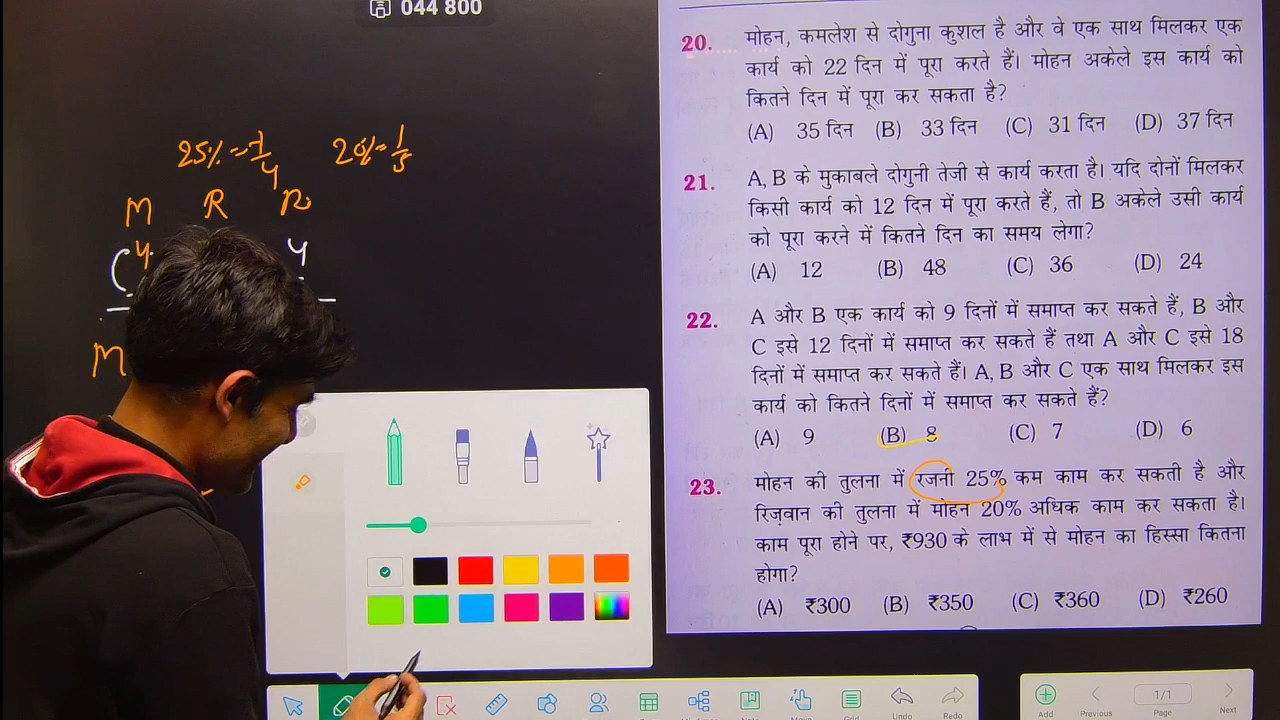 044 800
25% = 1/4 20% = 1/5
M R R
4 4
M
20. मोहन, कमलेश से दोगुना कुशल है और वे एक साथ मिलकर एक
कार्य को 22 दिन में पूरा करते हैं। मोहन अकेले इस कार्य को
कितने दिन में पूरा कर सकता है?
(A) 35 दिन (B) 33 दिन (C) 31 दिन (D) 37 दिन
21. A, B के मुकाबले दोगुनी तेजी से कार्य करता है। यदि दोनों मिलकर
किसी कार्य को 12 दिन में पूरा करते हैं, तो B अकेले उसी कार्य
को पूरा करने में कितने दिन का समय लेगा?
(A) 12 (B) 48 (C) 36 (D) 24
22. A और B एक कार्य को 9 दिनों में समाप्त कर सकते हैं, B और
C इसे 12 दिनों में समाप्त कर सकते हैं तथा A और C इसे 18
दिनों में समाप्त कर सकते हैं। A, B और C एक साथ मिलकर इस
कार्य को कितने दिनों में समाप्त कर सकते हैं?
(A) 9 (B) 8 (C) 7 (D) 6
23. मोहन की तुलना में रजनी 25% कम काम कर सकती है और
रिज़वान की तुलना में मोहन 20% अधिक काम कर सकता है।
काम पूरा होने पर, ₹930 के लाभ में से मोहन का हिस्सा कितना
होगा?
(A) ₹300 (B) ₹350 (C) ₹360 (D) ₹260
Undo Redo
Add Previous 1/1 Page Next